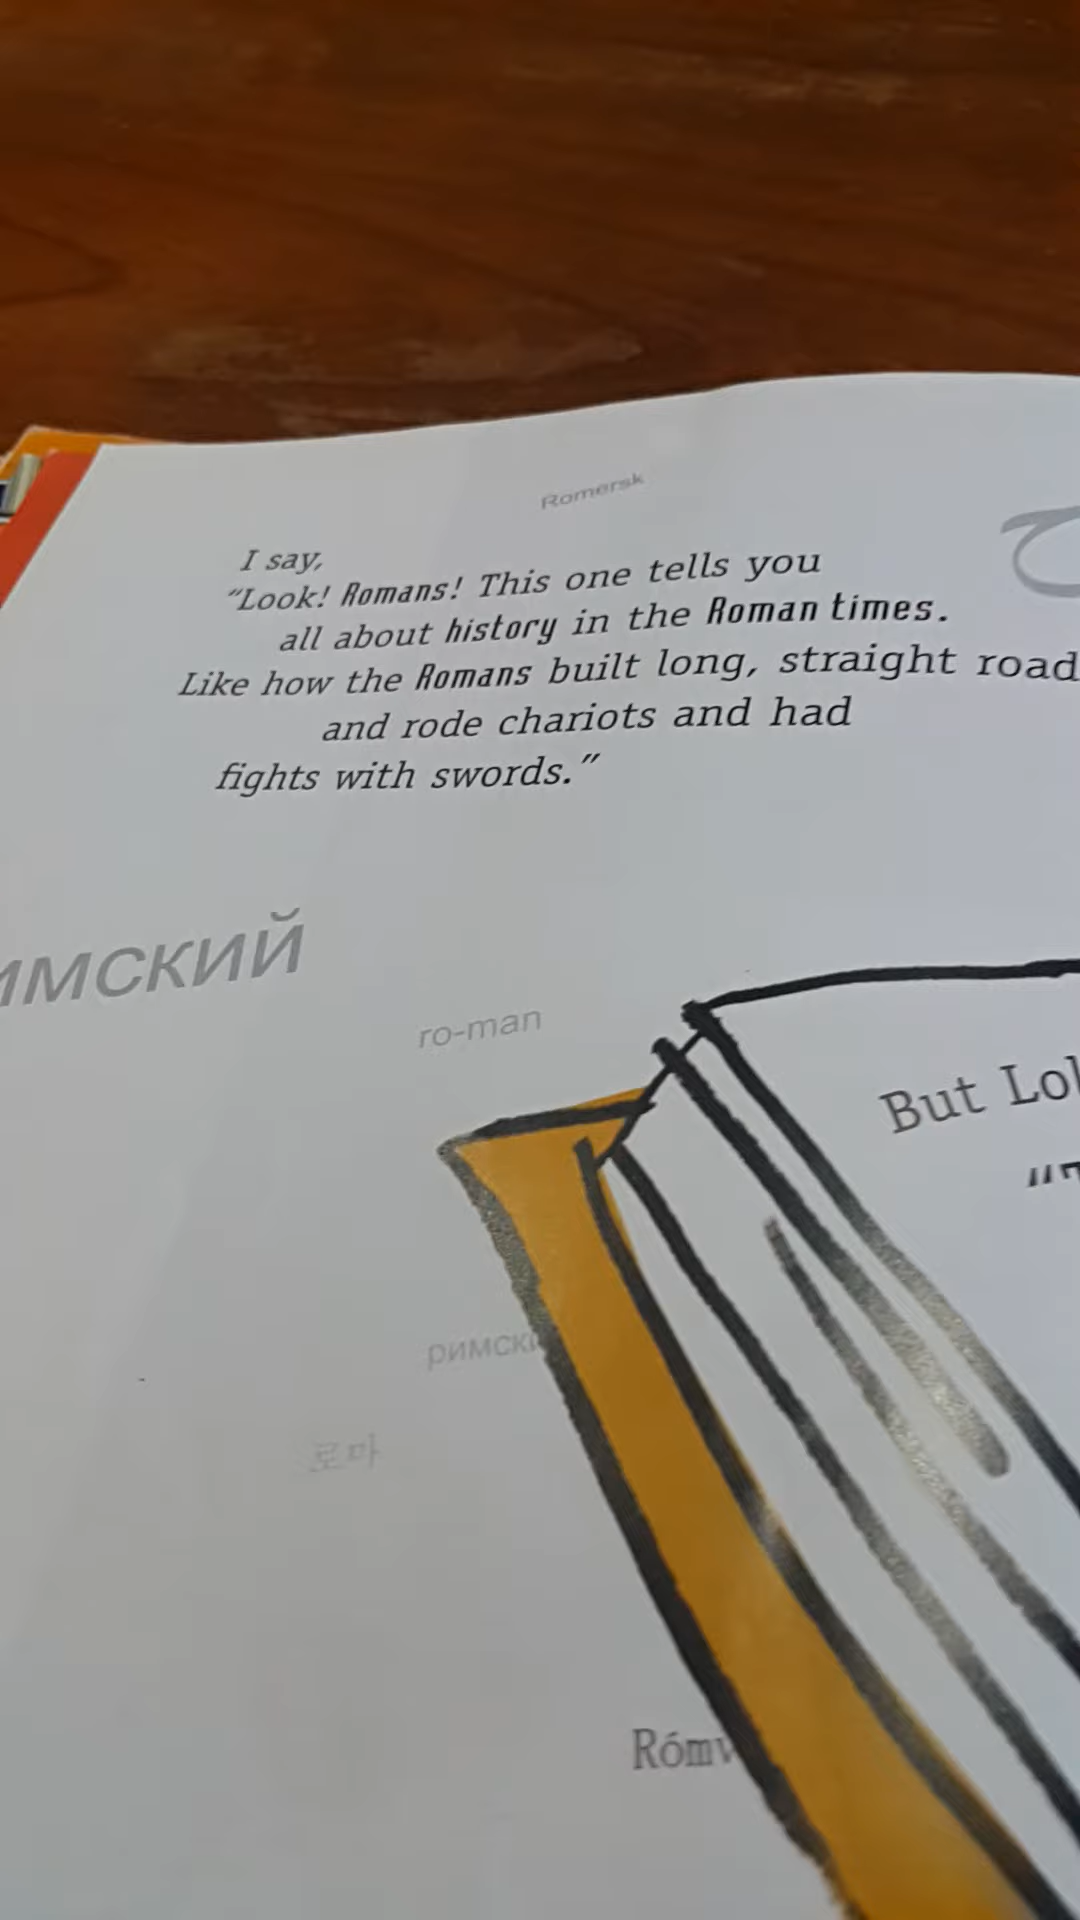 Romersk
I say,
“Look! Romans! This one tells you
all about history in the Roman times.
Like how the Romans built long, straight road
and rode chariots and had
fights with swords.”
имский
ro-man
But Lol
“T
римски
로마
Rómv